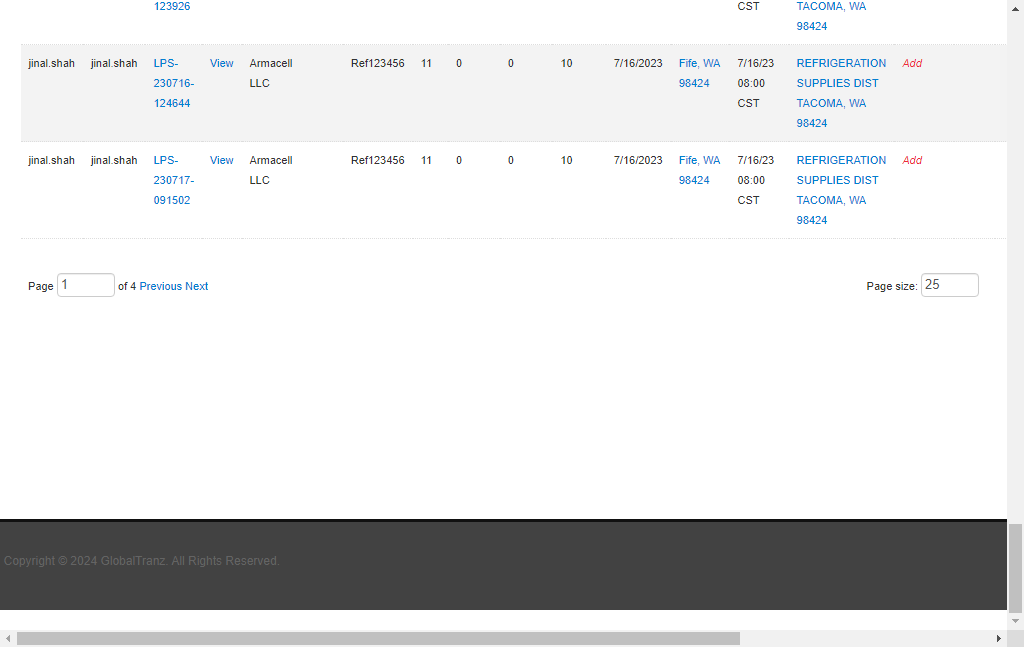 123926 CST TACOMA, WA
98424
jinal.shah jinal.shah LPS- View Armacell Ref123456 11 0 0 10 7/16/2023 Fife, WA 7/16/23 REFRIGERATION Add
230716- LLC 98424 08:00 SUPPLIES DIST
124644 CST TACOMA, WA
98424
jinal.shah jinal.shah LPS- View Armacell Ref123456 11 0 0 10 7/16/2023 Fife, WA 7/16/23 REFRIGERATION Add
230717- LLC 98424 08:00 SUPPLIES DIST
091502 CST TACOMA, WA
98424
Page 1 of 4 Previous Next Page size: 25
Copyright © 2024 GlobalTranz. All Rights Reserved.